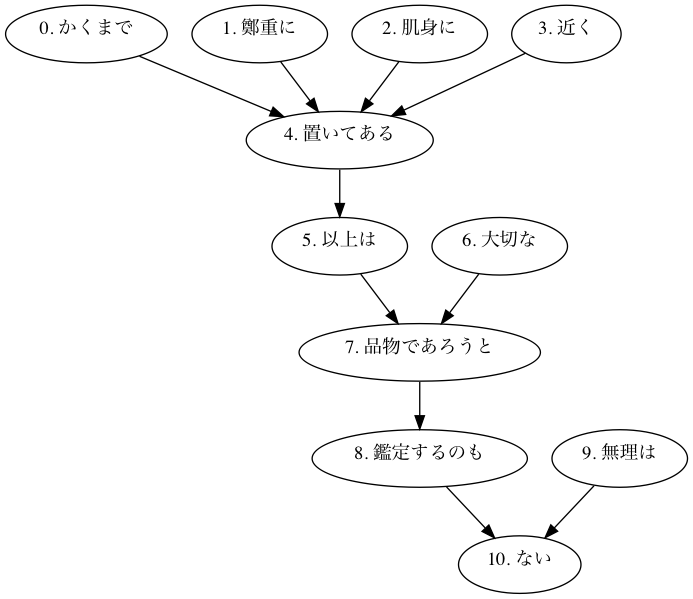 0. かくまで
1. 鄭重に
2. 肌身に
3. 近く
4. 置いてある
5. 以上は
6. 大切な
7. 品物であろうと
8. 鑑定するのも
9. 無理は
10. ない